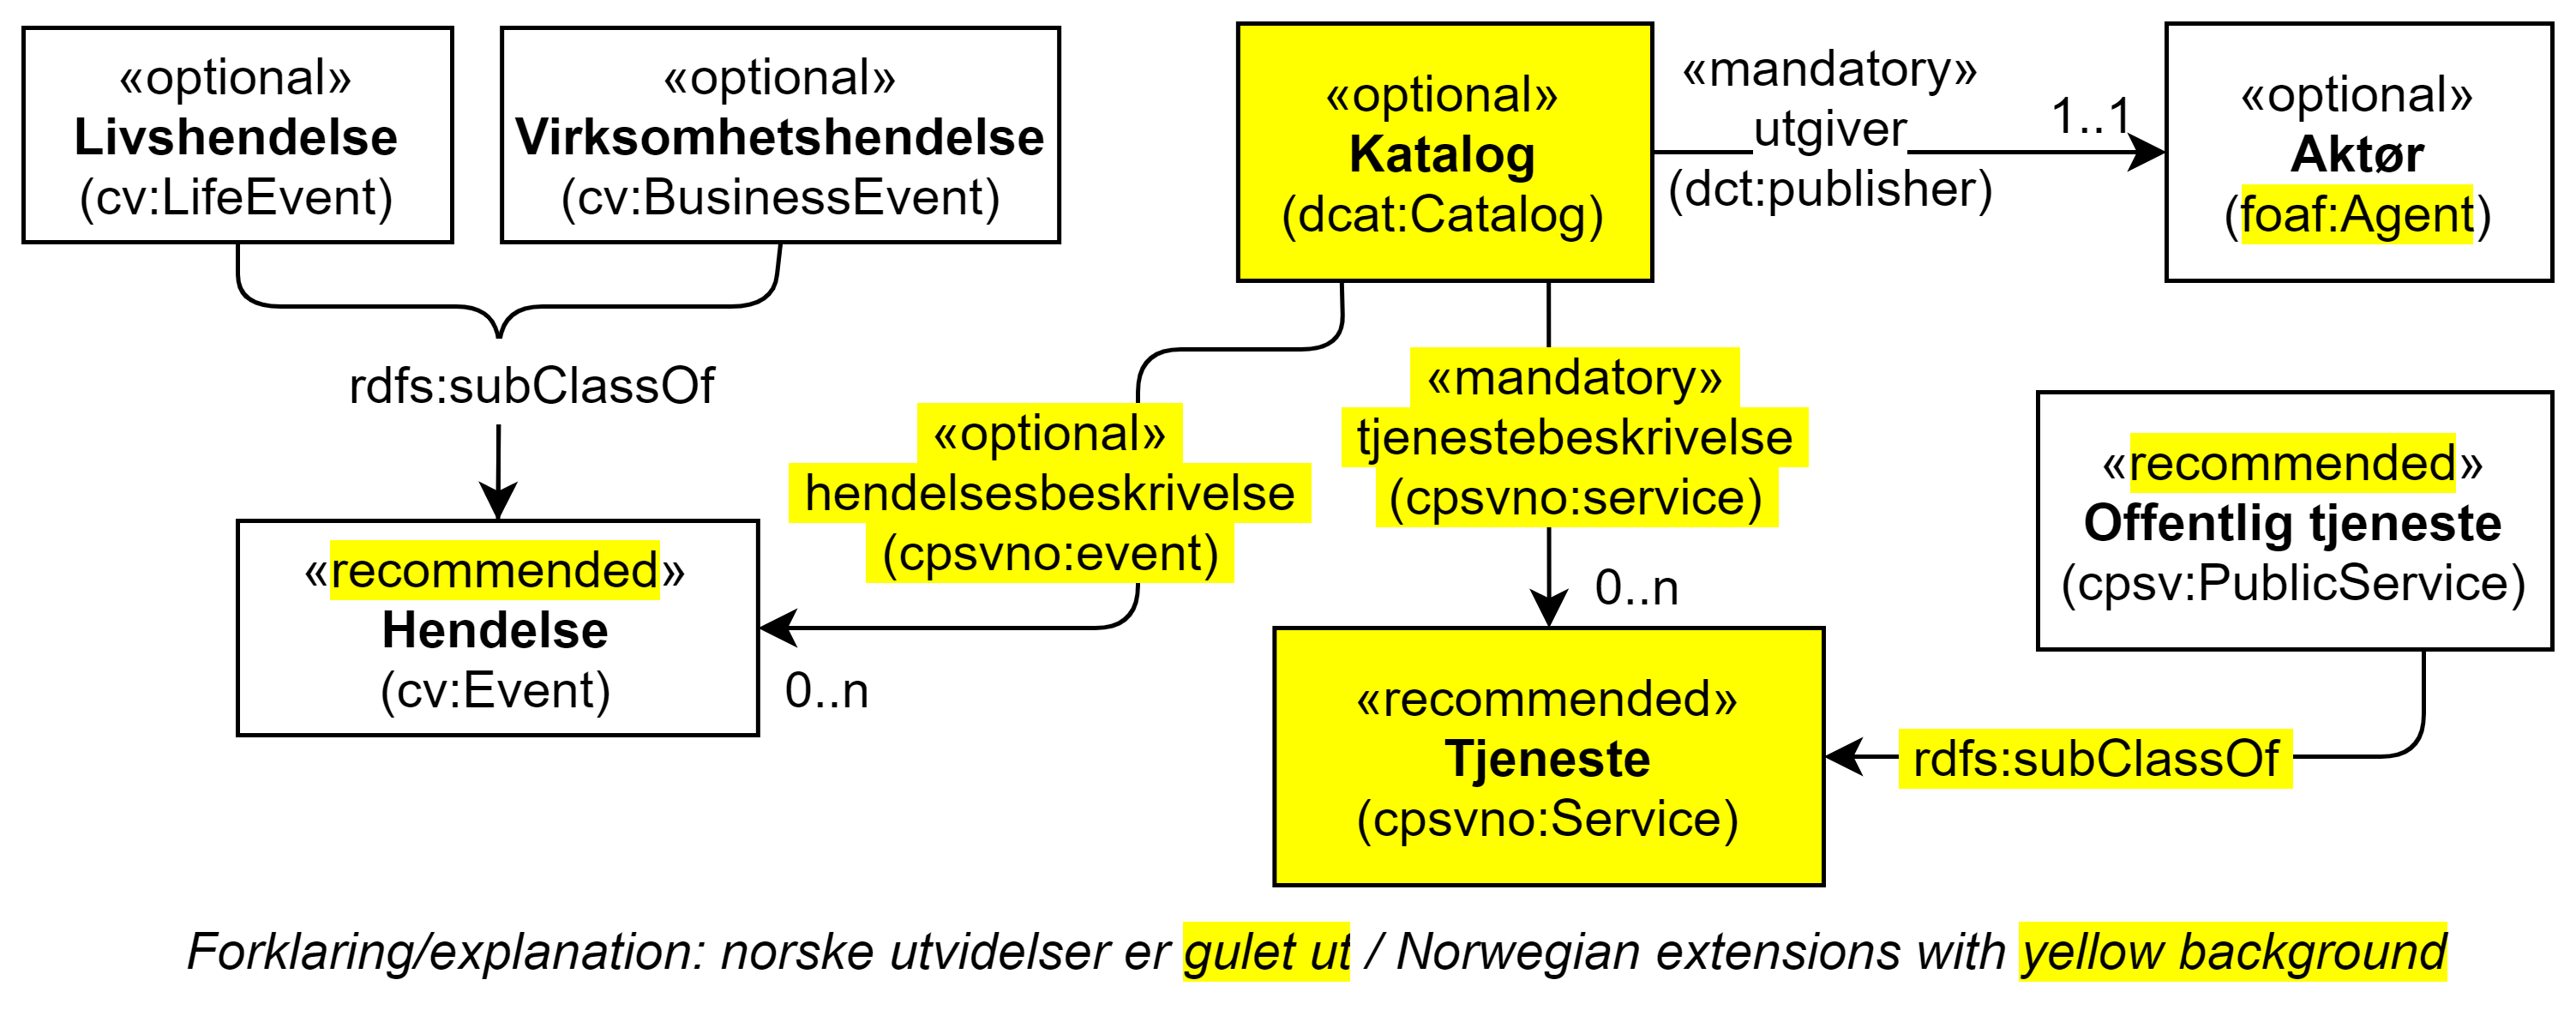 «optional»
Livshendelse
(cv:LifeEvent)
«optional»
Virksomhetshendelse
(cv:BusinessEvent)
«optional»
Katalog
(dcat:Catalog)
«mandatory»
utgiver
(dct:publisher)
1..1
«optional»
Aktør
(foaf:Agent)
rdfs:subClassOf
«optional»
hendelsesbeskrivelse
(cpsvno:event)
0..n
«mandatory»
tjenestebeskrivelse
(cpsvno:service)
0..n
«recommended»
Offentlig tjeneste
(cpsv:PublicService)
«recommended»
Hendelse
(cv:Event)
«recommended»
Tjeneste
(cpsvno:Service)
rdfs:subClassOf
Forklaring/explanation: norske utvidelser er gulet ut / Norwegian extensions with yellow background